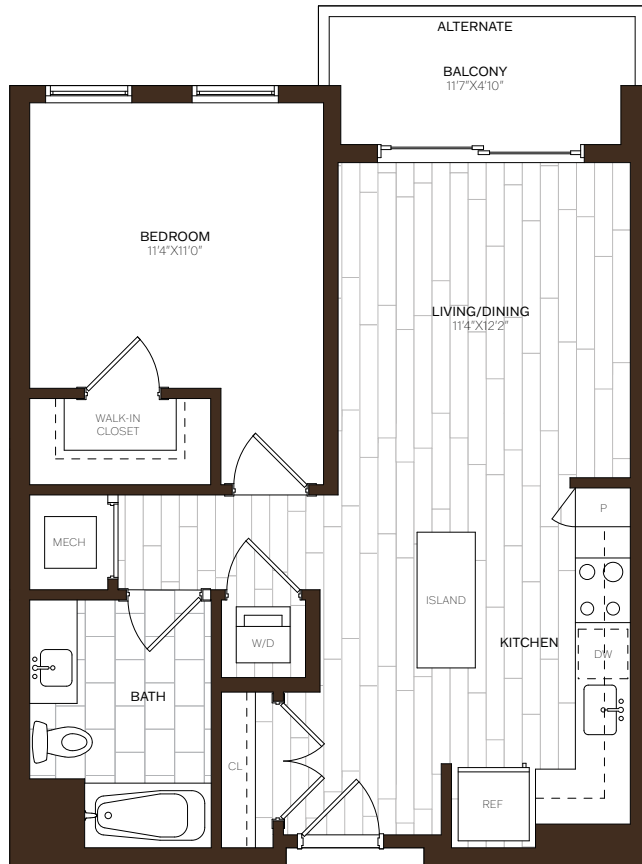 ALTERNATE
BALCONY
11'7"X4'10"
BEDROOM
11'4"X11'0"
LIVING/DINING
11'4"X12'2"
WALK-IN
CLOSET
P
MECH
ISLAND
W/D
KITCHEN
DW
BATH
CL
REF